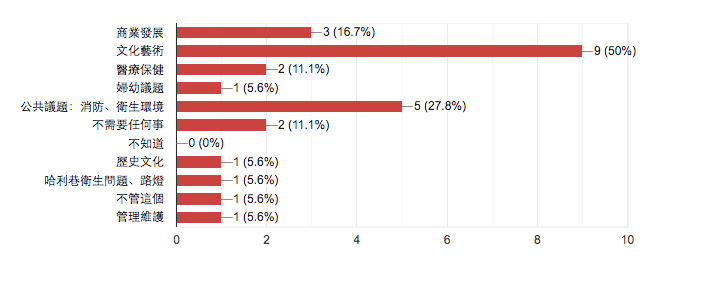 商業發展 3 (16.7%)
文化藝術 9 (50%)
醫療保健 2 (11.1%)
婦幼議題 1 (5.6%)
公共議題：消防、衛生環境 5 (27.8%)
不需要任何事 2 (11.1%)
不知道 0 (0%)
歷史文化 1 (5.6%)
哈利巷衛生問題、路燈 1 (5.6%)
不管這個 1 (5.6%)
管理維護 1 (5.6%)
0 2 4 6 8 10